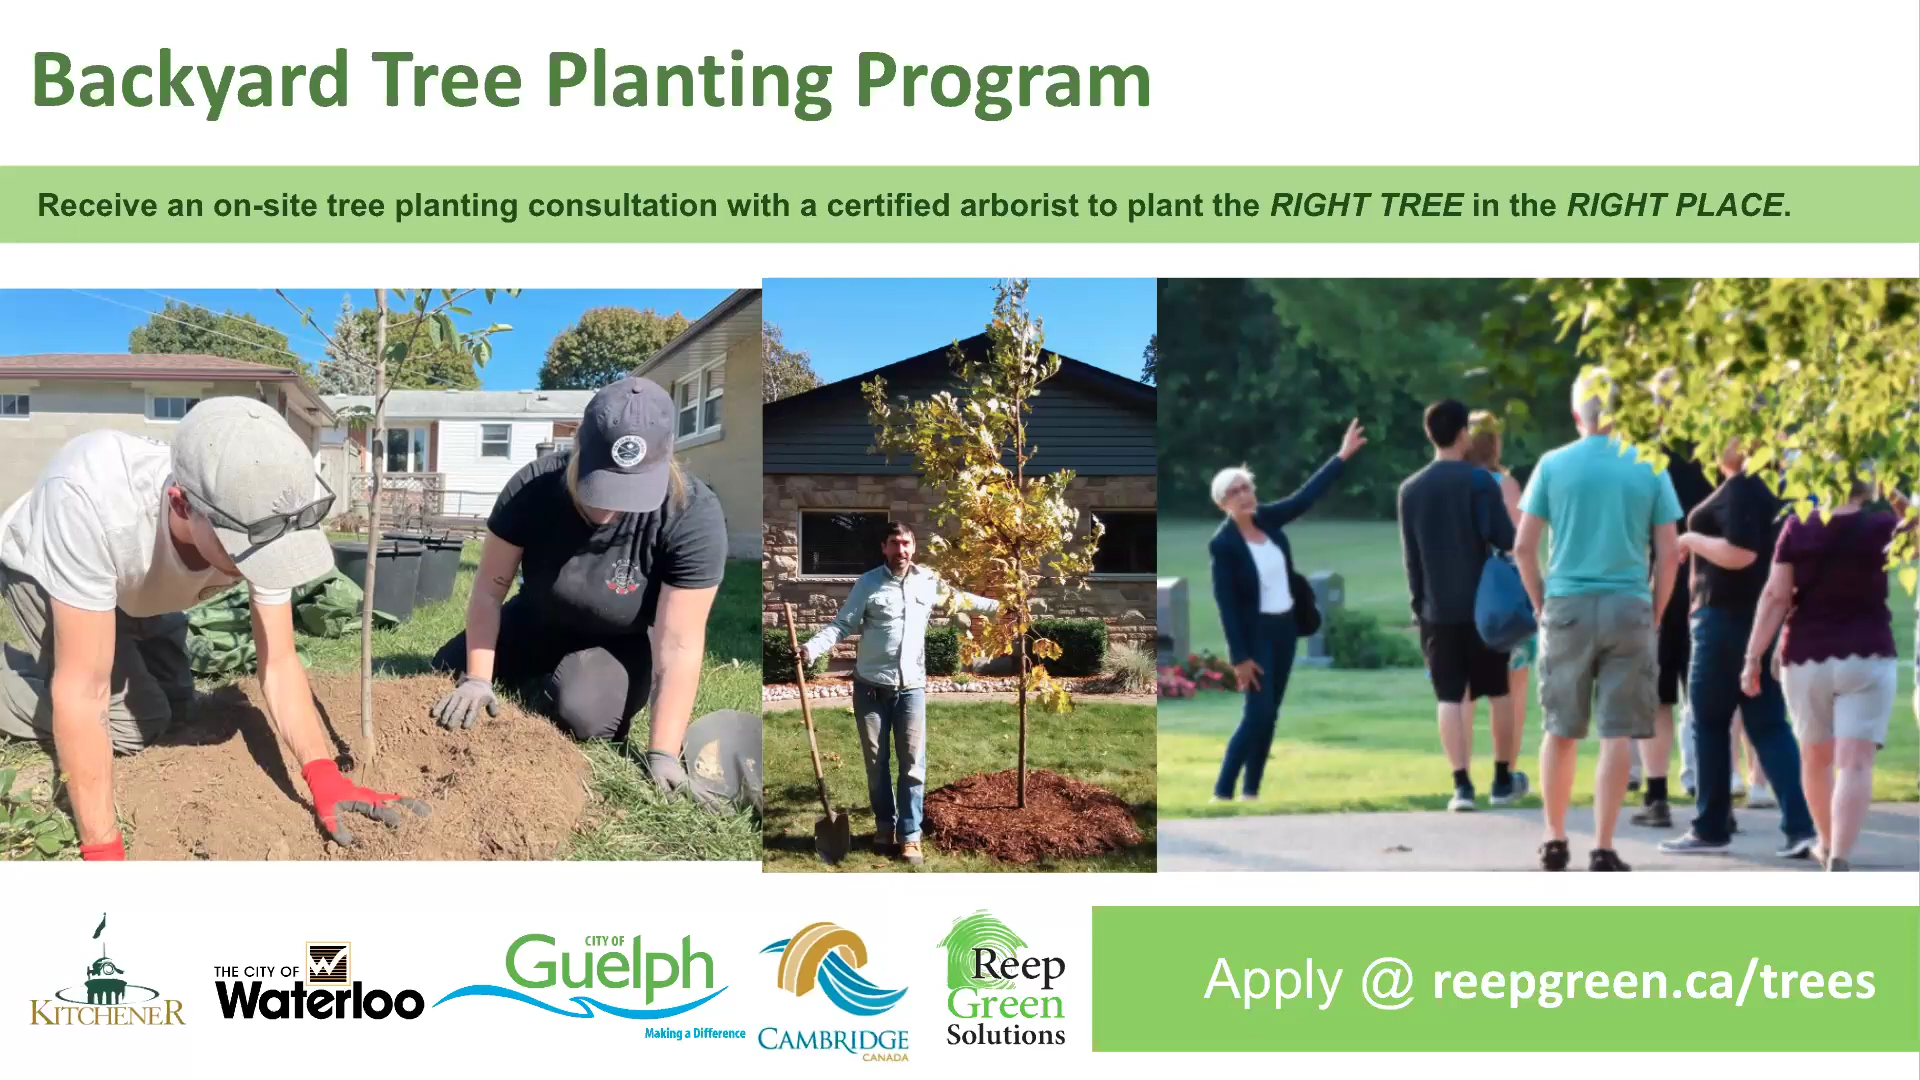 Backyard Tree Planting Program
Receive an on-site tree planting consultation with a certified arborist to plant the RIGHT TREE in the RIGHT PLACE.
KITCHENER
THE CITY OF
Waterloo
CITY OF
Guelph
Making a Difference
CAMBRIDGE
CANADA
Reep
Green
Solutions
Apply @ reepgreen.ca/trees